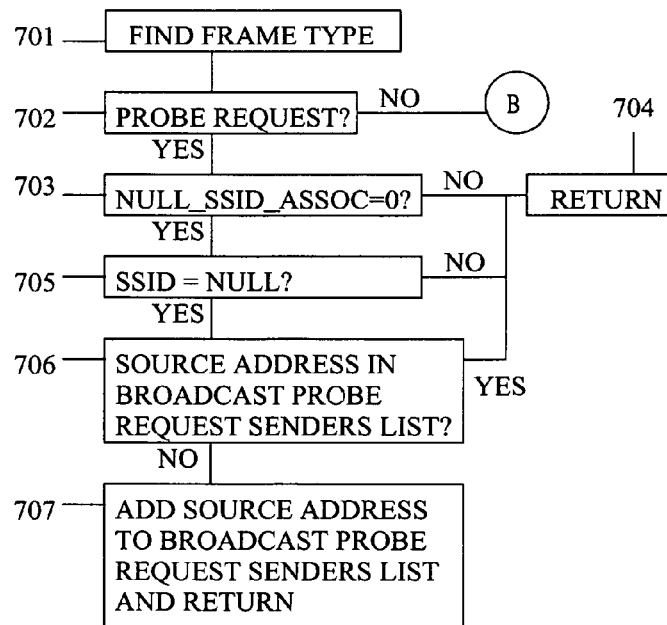 701
FIND FRAME TYPE
702
PROBE REQUEST?
NO
B
704
YES
703
NULL_SSID_ASSOC=0?
NO
RETURN
YES
705
SSID = NULL?
NO
YES
706
SOURCE ADDRESS IN
BROADCAST PROBE
REQUEST SENDERS LIST?
YES
NO
707
ADD SOURCE ADDRESS
TO BROADCAST PROBE
REQUEST SENDERS LIST
AND RETURN